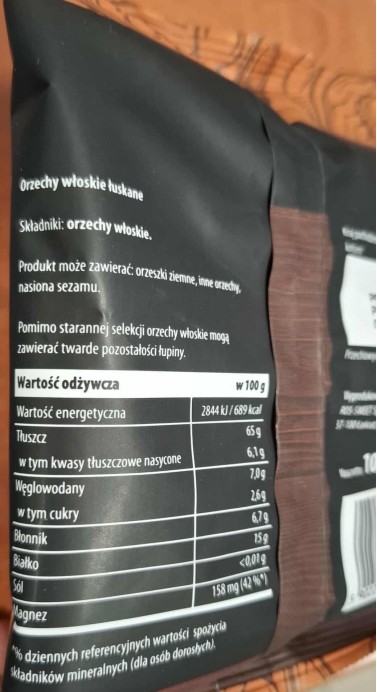 Orzechy włoskie łuskane
Składniki: orzechy włoskie.
Produkt może zawierać: orzeszki ziemne, inne orzechy,
nasiona sezamu.
Pomimo starannej selekcji orzechy włoskie mogą
zawierać twarde pozostałości łupiny.
Wartość odżywcza w 100 g
Wartość energetyczna 2844 kJ / 689 kcal
Tłuszcz 65 g
w tym kwasy tłuszczowe nasycone 6,1 g
Węglowodany 7,0 g
w tym cukry 2,6 g
Błonnik 6,7 g
Białko 15 g
Sól <0,01 g
Magnez 158 mg (42 %*)
*% dziennych referencyjnych wartości spożycia
składników mineralnych (dla osób dorosłych).
10